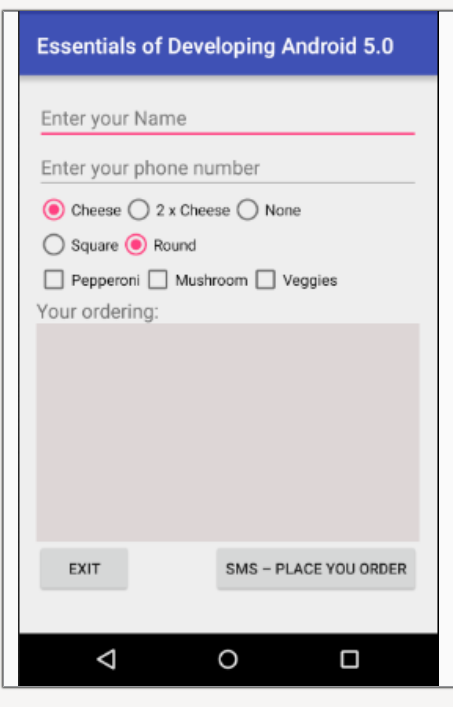 Essentials of Developing Android 5.0
Enter your Name
Enter your phone number
Cheese 2 x Cheese None
Square Round
Pepperoni Mushroom Veggies
Your ordering:
EXIT SMS – PLACE YOU ORDER